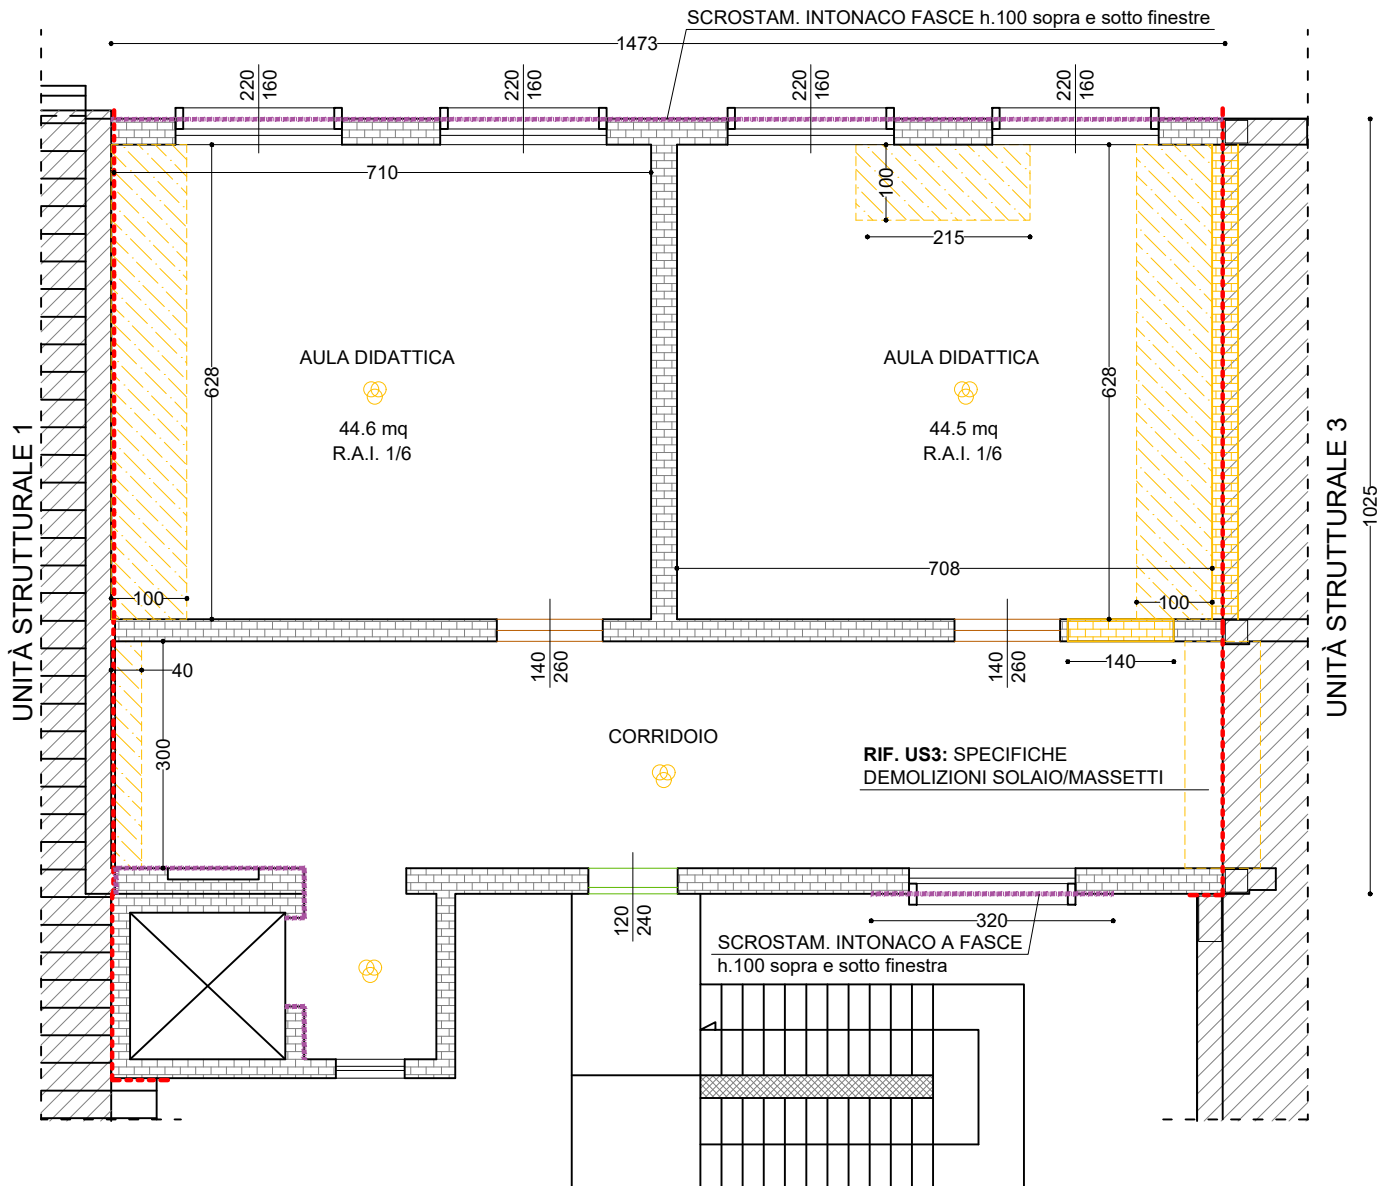 SCROSTAM. INTONACO FASCE h.100 sopra e sotto finestre
1473
220
160
220
160
220
160
220
160
710
100
215
AULA DIDATTICA
44.6 mq
R.A.I. 1/6
AULA DIDATTICA
44.5 mq
R.A.I. 1/6
628
628
UNITÀ STRUTTURALE 1
UNITÀ STRUTTURALE 3
1025
708
100
100
40
140
260
140
260
140
300
CORRIDOIO
RIF. US3: SPECIFICHE
DEMOLIZIONI SOLAIO/MASSETTI
120
240
320
SCROSTAM. INTONACO A FASCE
h.100 sopra e sotto finestra